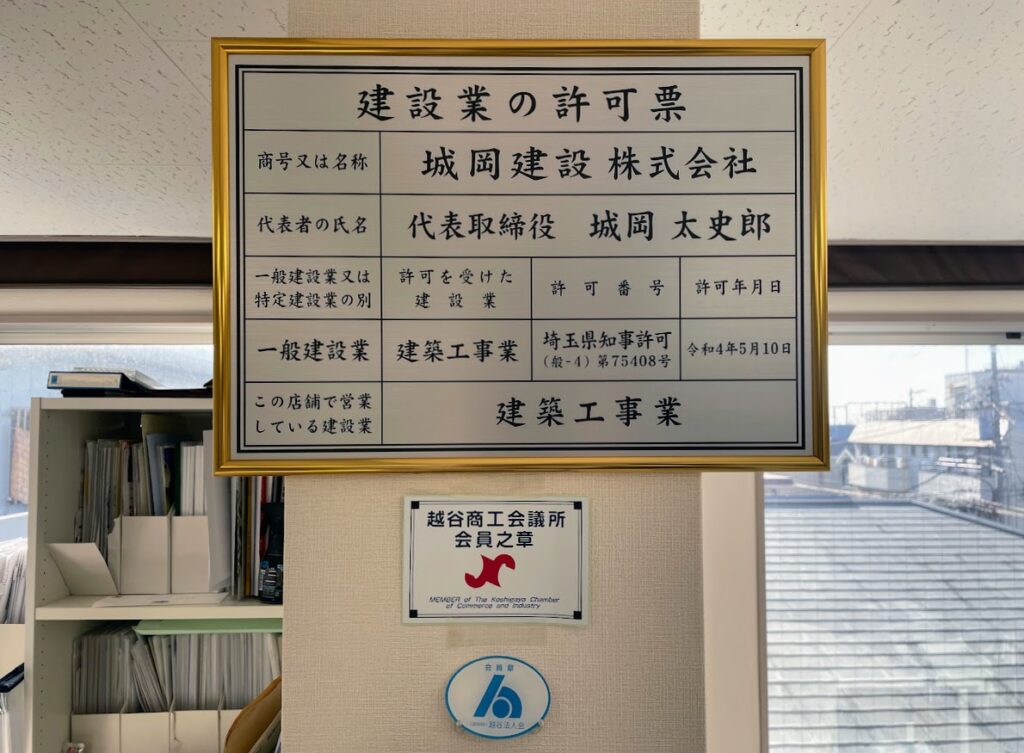 建設業の許可票
商号又は名称
城岡建設 株式会社
代表者の氏名
代表取締役 城岡 太史郎
一般建設業又は
特定建設業の別
許可を受けた
建設業
許可番号
許可年月日
一般建設業
建築工事業
埼玉県知事許可
(般-4) 第75408号
令和4年5月10日
この店舗で営業
している建設業
建築工事業
越谷商工会議所
会員之章
MEMBER of The Koshigaya Chamber
of Commerce and Industry
会員章
越谷法人会